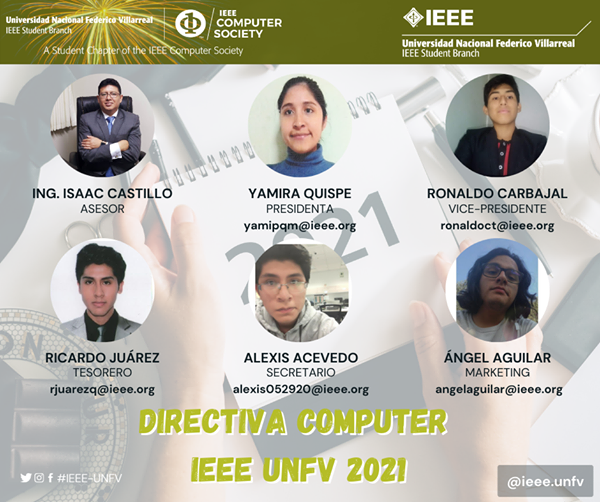 Universidad Nacional Federico Villarreal
IEEE Student Branch
IEEE
COMPUTER
SOCIETY
A Student Chapter of the IEEE Computer Society
IEEE
Universidad Nacional Federico Villarreal
IEEE Student Branch
ING. ISAAC CASTILLO
ASESOR
YAMIRA QUISPE
PRESIDENTA
yamipqm@ieee.org
RONALDO CARBAJAL
VICE-PRESIDENTE
ronaldoct@ieee.org
2021
RICARDO JUÁREZ
TESORERO
rjuarezq@ieee.org
ALEXIS ACEVEDO
SECRETARIO
alexis052920@ieee.org
ÁNGEL AGUILAR
MARKETING
angelaguilar@ieee.org
DIRECTIVA COMPUTER
IEEE UNFV 2021
#IEEE-UNFV
@ieee.unfv